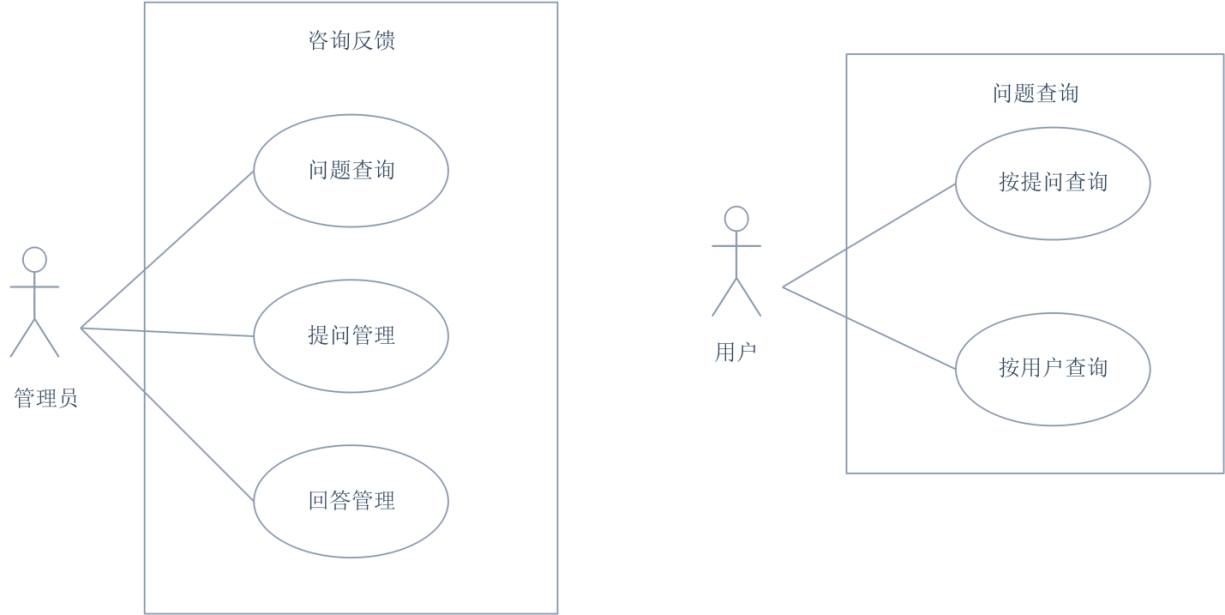 咨询反馈
问题查询
提问管理
回答管理
管理员
问题查询
按提问查询
按用户查询
用户